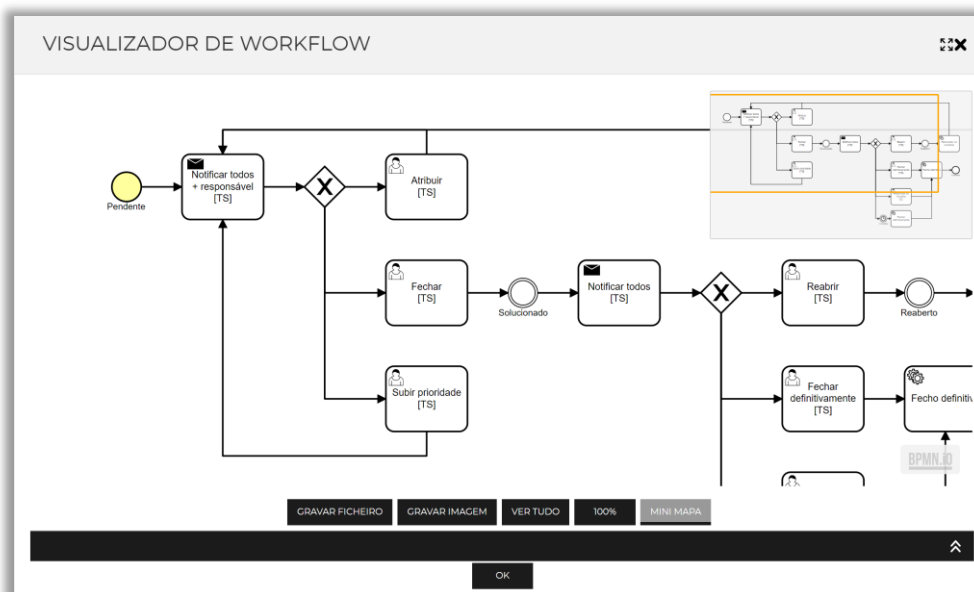 VISUALIZADOR DE WORKFLOW
Notificar todos
+ responsável
[TS]
Pendente
Atribuir
[TS]
Fechar
[TS]
Solucionado
Notificar todos
[TS]
Reabrir
[TS]
Reaberto
Subir prioridade
[TS]
Fechar
definitivamente
[TS]
Fecho definitiv
BPMN.iO
GRAVAR FICHEIRO
GRAVAR IMAGEM
VER TUDO
100%
MINI MAPA
OK